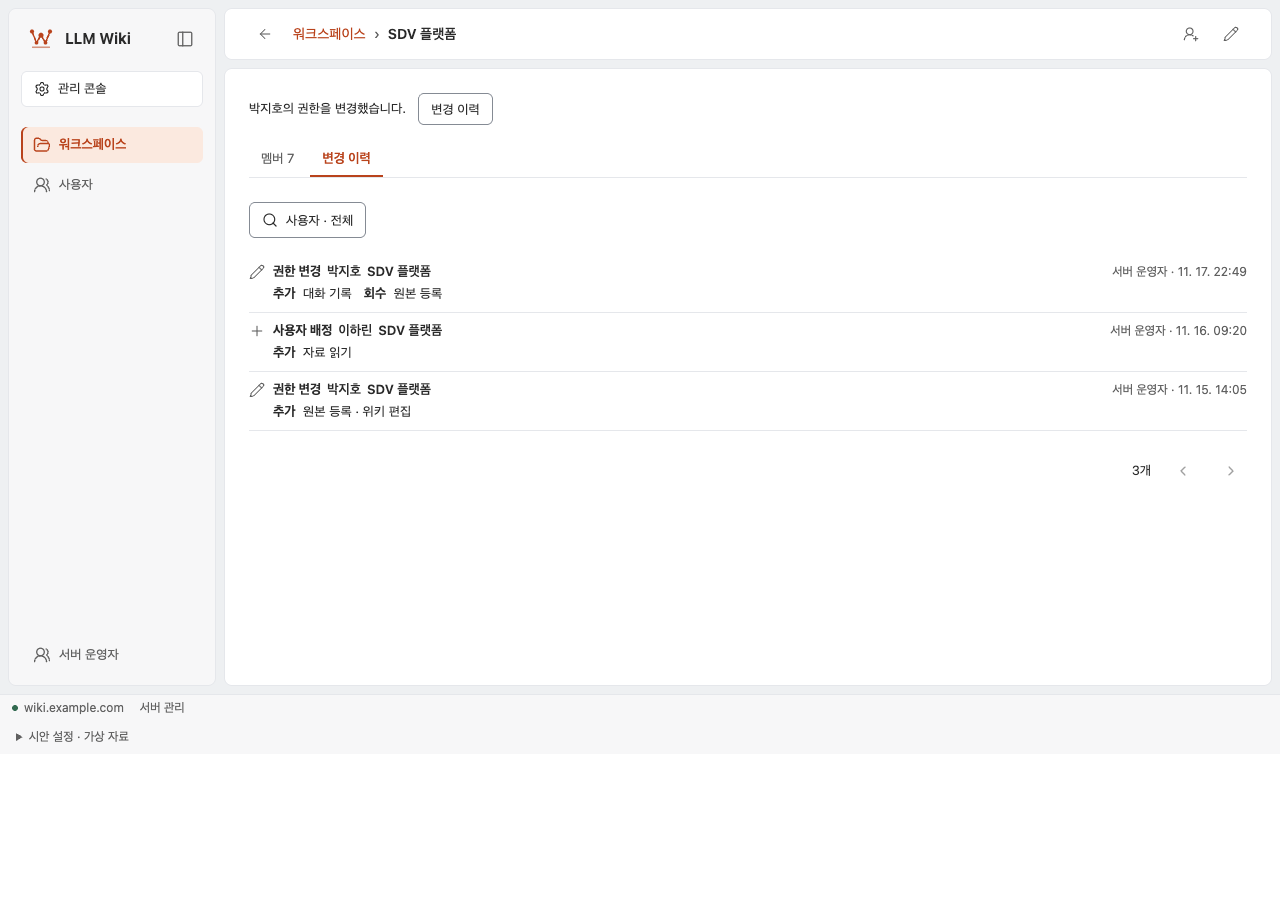 LLM Wiki
관리 콘솔
워크스페이스
사용자
서버 운영자
워크스페이스 › SDV 플랫폼
박지호의 권한을 변경했습니다. 변경 이력
멤버 7 변경 이력
사용자 · 전체
권한 변경 박지호 SDV 플랫폼 서버 운영자 · 11. 17. 22:49
추가 대화 기록 회수 원본 등록
사용자 배정 이하린 SDV 플랫폼 서버 운영자 · 11. 16. 09:20
추가 자료 읽기
권한 변경 박지호 SDV 플랫폼 서버 운영자 · 11. 15. 14:05
추가 원본 등록 · 위키 편집
3개
wiki.example.com 서버 관리
시안 설정 · 가상 자료